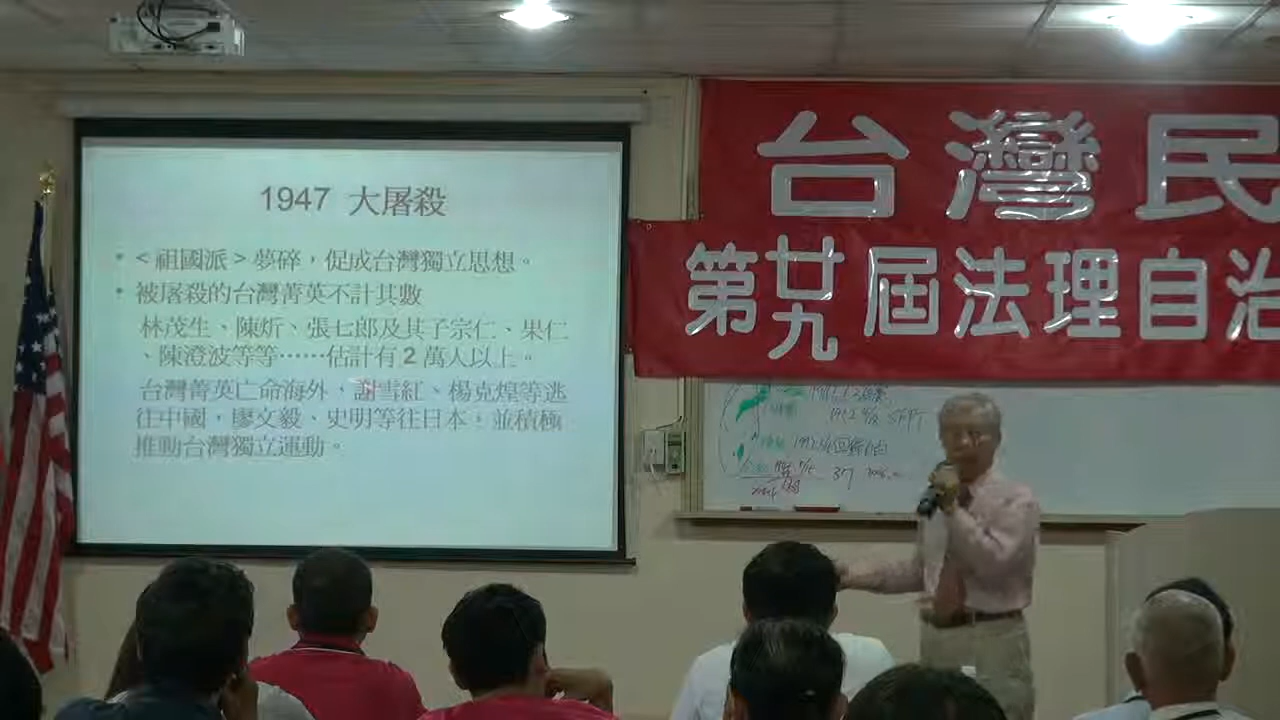 1947 大屠殺
• < 祖國派 > 夢碎，促成台灣獨立思想。
• 被屠殺的台灣菁英不計其數
林茂生、陳炘、張七郎及其子宗仁、果仁
、陳澄波等等……估計有 2 萬人以上。
台灣菁英亡命海外，謝雪紅、楊克煌等逃
往中國，廖文毅、史明等往日本，並積極
推動台灣獨立運動。
台灣民
第廿九屆法理自治